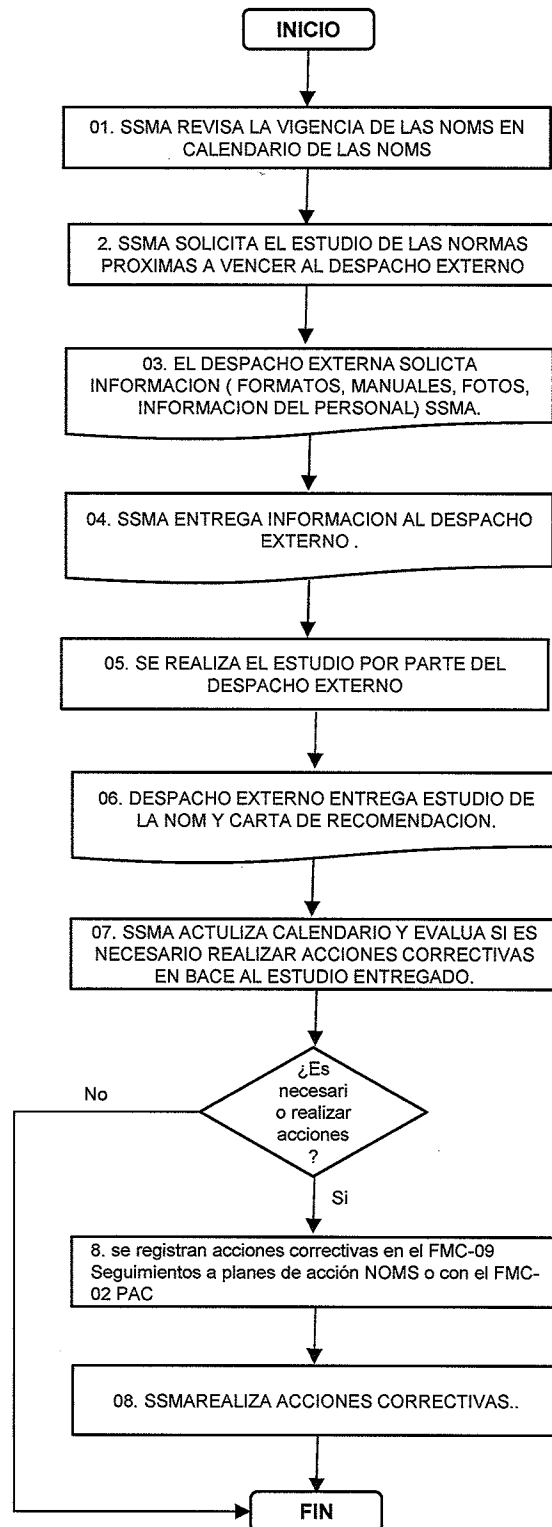 INICIO
01. SSMA REVISA LA VIGENCIA DE LAS NOMS EN
CALENDARIO DE LAS NOMS
2. SSMA SOLICITA EL ESTUDIO DE LAS NORMAS
PROXIMAS A VENCER AL DESPACHO EXTERNO
03. EL DESPACHO EXTERNA SOLICTA
INFORMACION ( FORMATOS, MANUALES, FOTOS,
INFORMACION DEL PERSONAL) SSMA.
04. SSMA ENTREGA INFORMACION AL DESPACHO
EXTERNO .
05. SE REALIZA EL ESTUDIO POR PARTE DEL
DESPACHO EXTERNO
06. DESPACHO EXTERNO ENTREGA ESTUDIO DE
LA NOM Y CARTA DE RECOMENDACION.
07. SSMA ACTULIZA CALENDARIO Y EVALUA SI ES
NECESARIO REALIZAR ACCIONES CORRECTIVAS
EN BACE AL ESTUDIO ENTREGADO.
¿Es
necesari
o realizar
acciones
?
No
Si
8. se registran acciones correctivas en el FMC-09
Seguimientos a planes de acción NOMS o con el FMC-
02 PAC
08. SSMAREALIZA ACCIONES CORRECTIVAS..
FIN